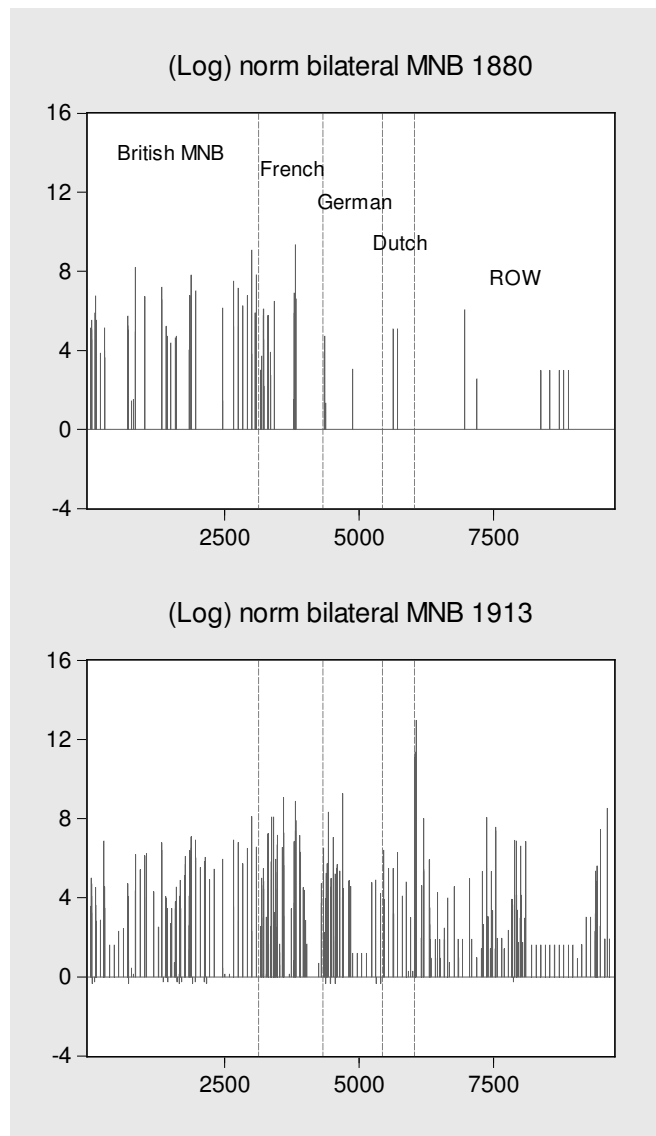 (Log) norm bilateral MNB 1880
16
British MNB
French
12
German
Dutch
8
ROW
4
0
-4
2500 5000 7500
(Log) norm bilateral MNB 1913
16
12
8
4
0
-4
2500 5000 7500